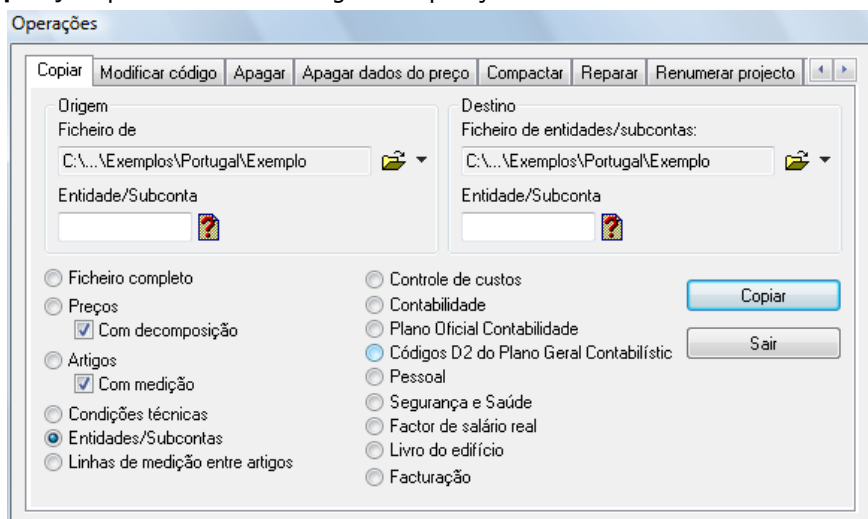 Operações
Copiar Modificar código Apagar Apagar dados do preço Compactar Reparar Renumerar projecto
Origem
Ficheiro de
C:\...\Exemplos\Portugal\Exemplo
Entidade/Subconta
Destino
Ficheiro de entidades/subcontas:
C:\...\Exemplos\Portugal\Exemplo
Entidade/Subconta
Ficheiro completo
Preços
Com decomposição
Artigos
Com medição
Condições técnicas
Entidades/Subcontas
Linhas de medição entre artigos
Controle de custos
Contabilidade
Plano Oficial Contabilidade
Códigos D2 do Plano Geral Contabilístic
Pessoal
Segurança e Saúde
Factor de salário real
Livro do edifício
Facturação
Copiar
Sair